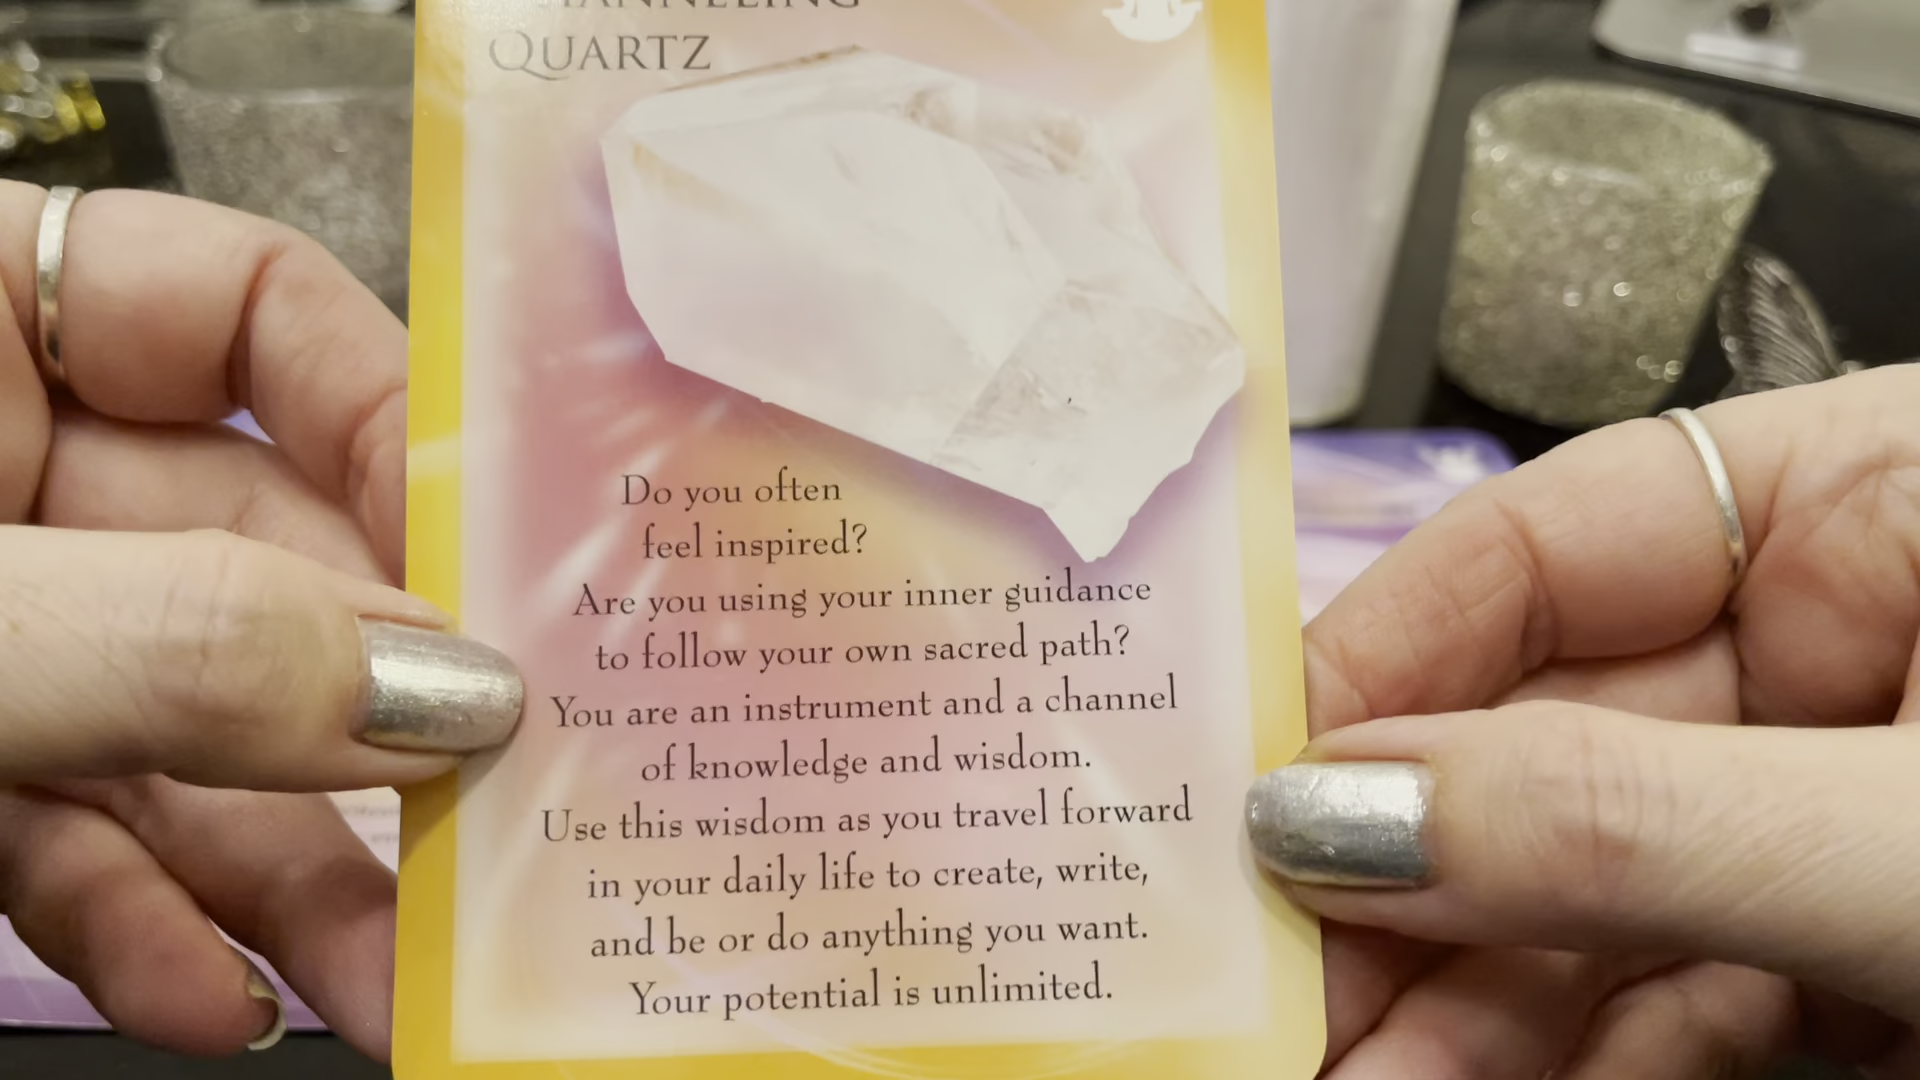 QUARTZ
Do you often
feel inspired?
Are you using your inner guidance
to follow your own sacred path?
You are an instrument and a channel
of knowledge and wisdom.
Use this wisdom as you travel forward
in your daily life to create, write,
and be or do anything you want.
Your potential is unlimited.